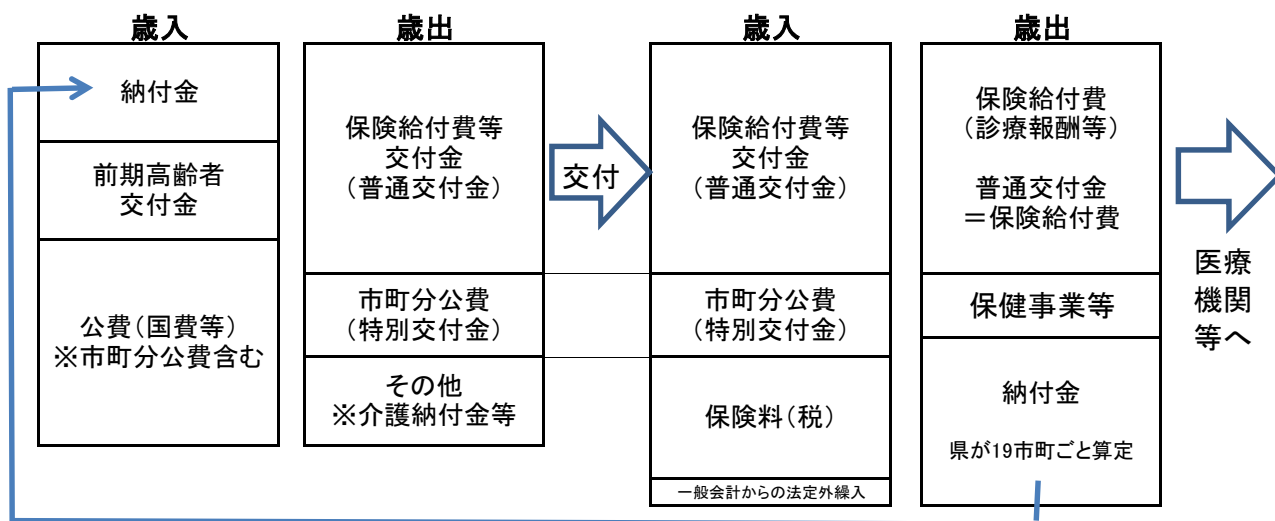 歳入
納付金
前期高齢者
交付金
公費(国費等)
※市町分公費含む
歳出
保険給付費等
交付金
(普通交付金)
市町分公費
(特別交付金)
その他
※介護納付金等
交付
歳入
保険給付費等
交付金
(普通交付金)
市町分公費
(特別交付金)
保険料(税)
一般会計からの法定外繰入
歳出
保険給付費
(診療報酬等)
普通交付金
=保険給付費
保健事業等
納付金
県が19市町ごと算定
医療
機関
等へ